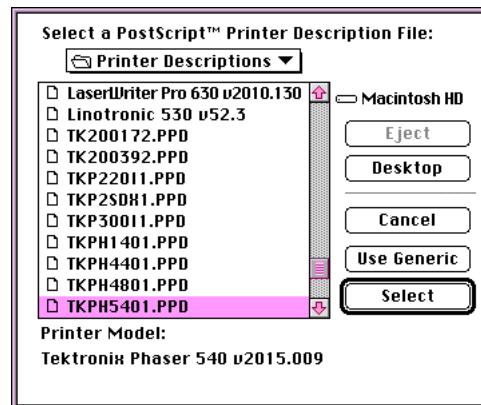 Select a PostScript™ Printer Description File:
Printer Descriptions
LaserWriter Pro 630 v2010.130
Linotronic 530 v52.3
TK200172.PPD
TK200392.PPD
TKP220I1.PPD
TKP2SDX1.PPD
TKP300I1.PPD
TKPH1401.PPD
TKPH4401.PPD
TKPH4801.PPD
TKPH5401.PPD
Macintosh HD
Eject
Desktop
Cancel
Use Generic
Select
Printer Model:
Tektronix Phaser 540 v2015.009